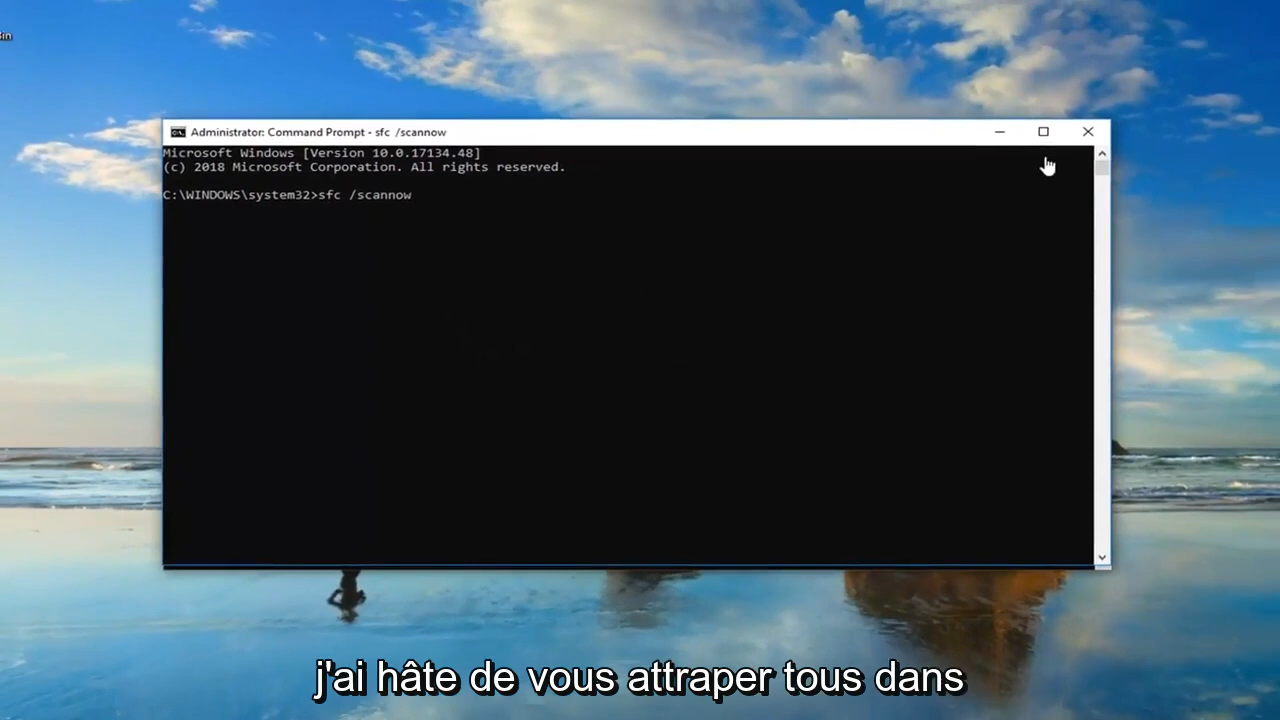 in
Administrator: Command Prompt - sfc /scannow
Microsoft Windows [Version 10.0.17134.48]
(c) 2018 Microsoft Corporation. All rights reserved.
C:\WINDOWS\system32>sfc /scannow
j'ai hâte de vous attraper tous dans